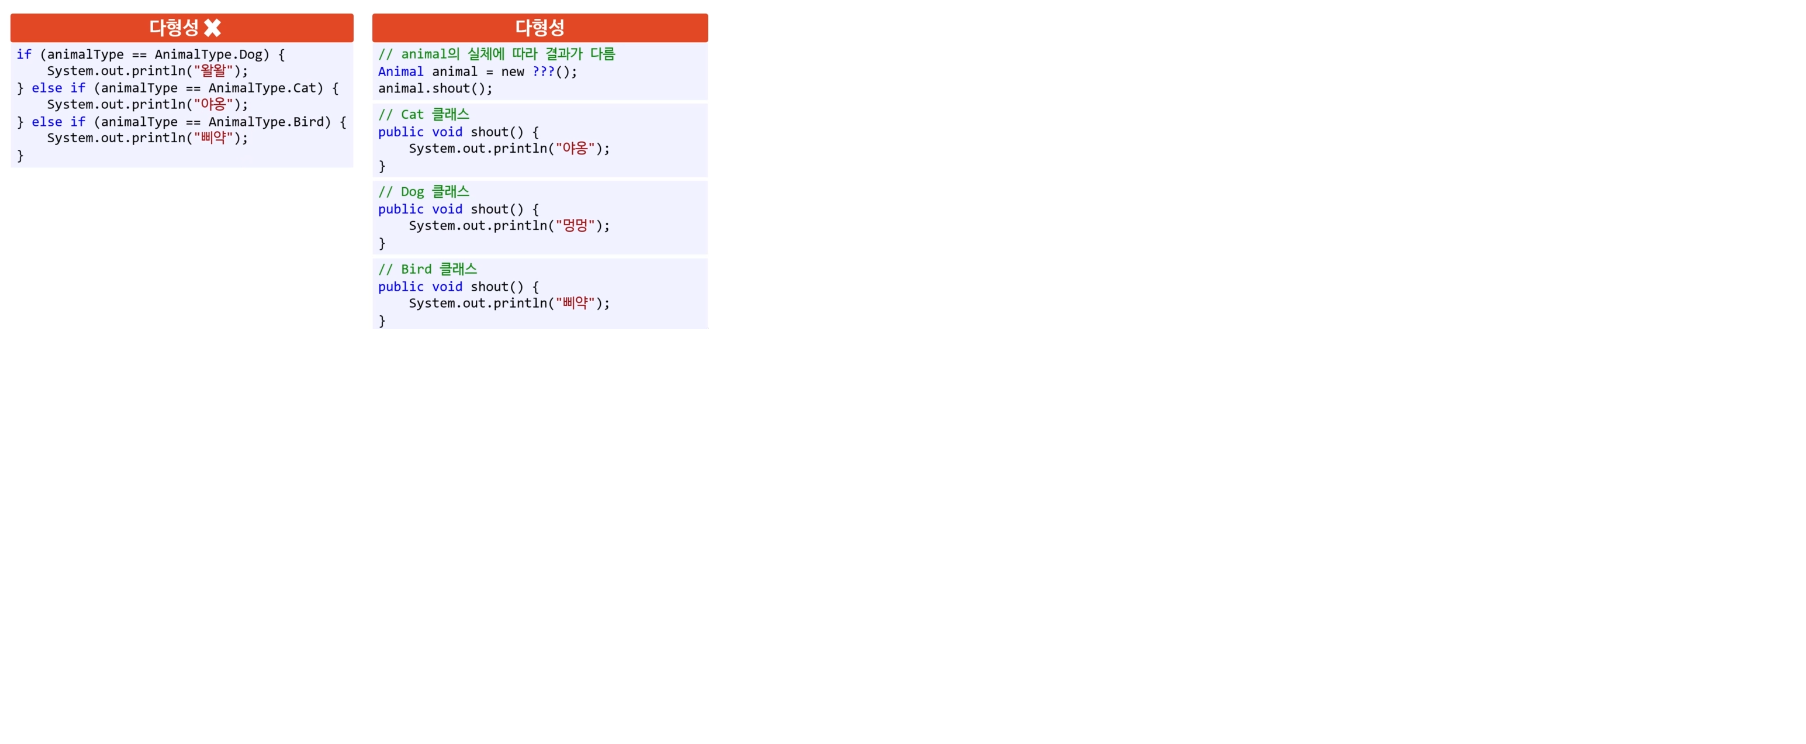 다형성 ✖
if (animalType == AnimalType.Dog) {
    System.out.println("왈왈");
} else if (animalType == AnimalType.Cat) {
    System.out.println("야옹");
} else if (animalType == AnimalType.Bird) {
    System.out.println("삐약");
}
다형성
// animal의 실체에 따라 결과가 다름
Animal animal = new ???();
animal.shout();
// Cat 클래스
public void shout() {
    System.out.println("야옹");
}
// Dog 클래스
public void shout() {
    System.out.println("멍멍");
}
// Bird 클래스
public void shout() {
    System.out.println("삐약");
}